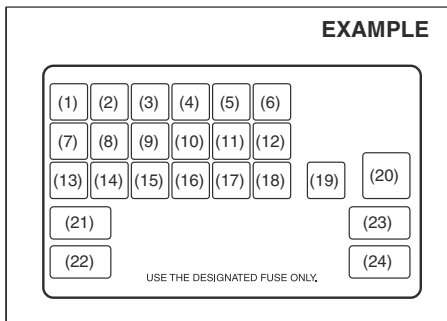 EXAMPLE
(1) (2) (3) (4) (5) (6)
(7) (8) (9) (10) (11) (12)
(13) (14) (15) (16) (17) (18) (19) (20)
(21) (23)
(22) (24)
USE THE DESIGNATED FUSE ONLY.